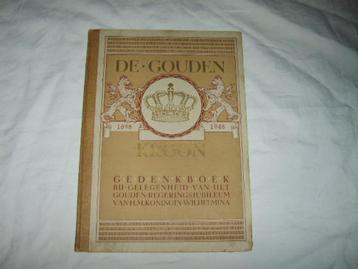 DE·GOUDEN
1898 1948
KROON
GEDENKBOEK
BIJ·GELEGENHEID·VAN·HET
GOUDEN·REGERINGSJUBILEUM
VAN·H.M.KONINGIN·WILHELMINA